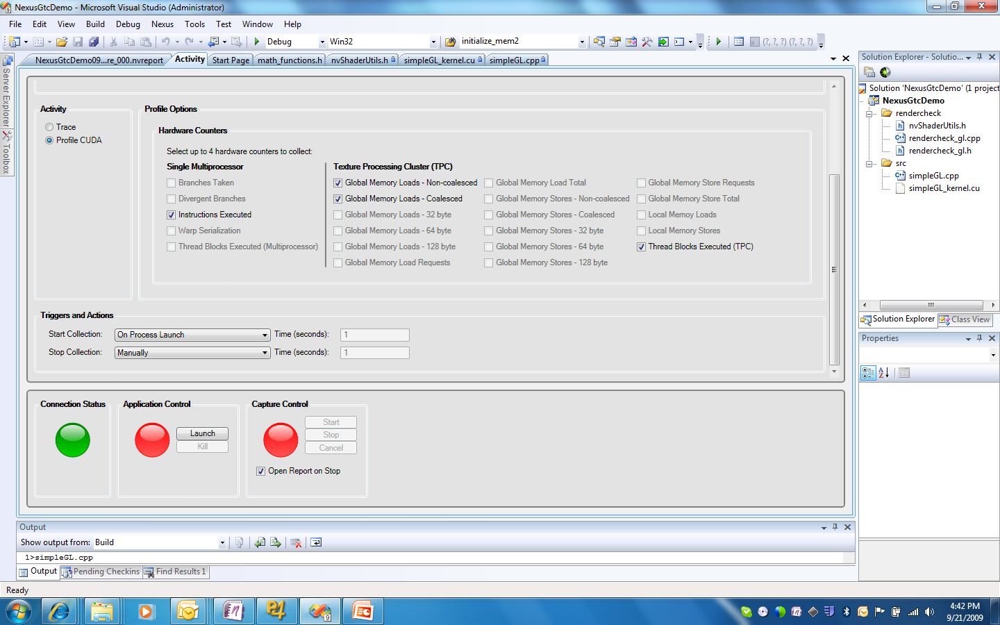 NexusGtcDemo - Microsoft Visual Studio (Administrator)
File Edit View Build Debug Nexus Tools Test Window Help
Debug Win32 initialize_mem2 (?, ?, ?) (?, ?, ?)
NexusGtcDemo09...re_000.nvreport Activity Start Page math_functions.h nvShaderUtils.h simpleGL_kernel.cu simpleGL.cpp
Server Explorer
Toolbox
Activity
Trace
Profile CUDA
Profile Options
Hardware Counters
Select up to 4 hardware counters to collect:
Single Multiprocessor
Branches Taken
Divergent Branches
Instructions Executed
Warp Serialization
Thread Blocks Executed (Multiprocessor)
Texture Processing Cluster (TPC)
Global Memory Loads - Non-coalesced
Global Memory Loads - Coalesced
Global Memory Loads - 32 byte
Global Memory Loads - 64 byte
Global Memory Loads - 128 byte
Global Memory Load Requests
Global Memory Load Total
Global Memory Stores - Non-coalesced
Global Memory Stores - Coalesced
Global Memory Stores - 32 byte
Global Memory Stores - 64 byte
Global Memory Stores - 128 byte
Global Memory Store Requests
Global Memory Store Total
Local Memoy Loads
Local Memory Stores
Thread Blocks Executed (TPC)
Triggers and Actions
Start Collection: On Process Launch Time (seconds): 1
Stop Collection: Manually Time (seconds): 1
Connection Status
Application Control
Launch
Kill
Capture Control
Start
Stop
Cancel
Open Report on Stop
Output
Show output from: Build
1>simpleGL.cpp
Output Pending Checkins Find Results 1
Ready
Solution Explorer - Solutio...
Solution 'NexusGtcDemo' (1 project
NexusGtcDemo
rendercheck
nvShaderUtils.h
rendercheck_gl.cpp
rendercheck_gl.h
src
simpleGL.cpp
simpleGL_kernel.cu
Solution Explorer Class View
Properties
4:42 PM
9/21/2009